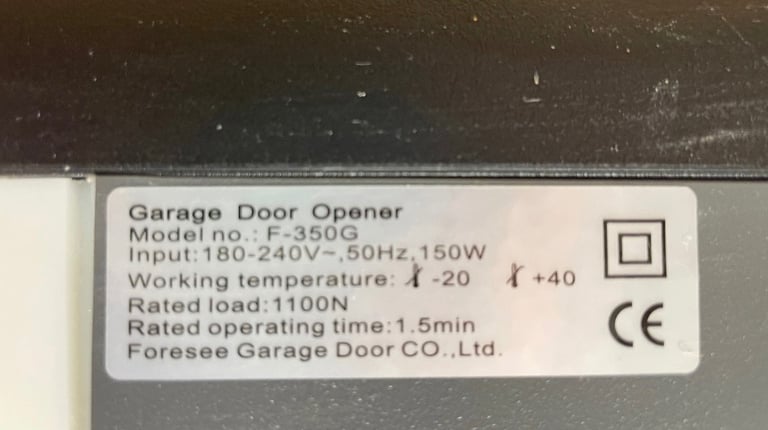 Garage Door Opener
Model no.: F-350G
Input:180-240V~,50Hz,150W
Working temperature: -20 +40
Rated load:1100N
Rated operating time:1.5min
Foresee Garage Door CO.,Ltd.
CE